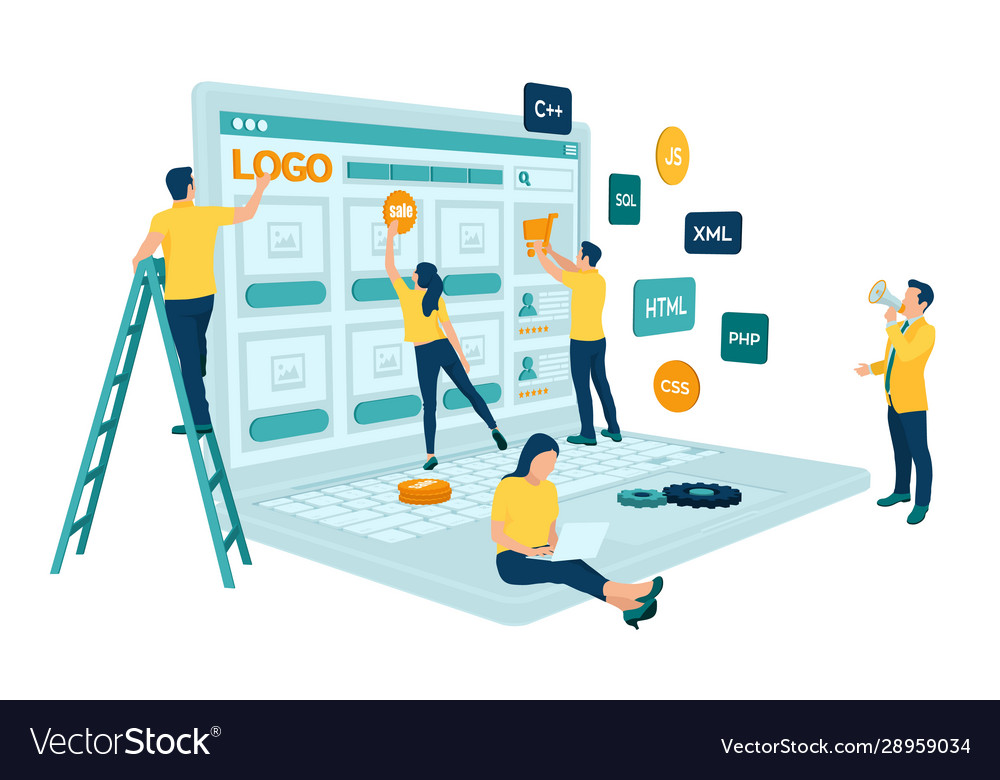 C++
LOGO
JS
sale
SQL
XML
HTML
PHP
CSS
VectorStock®
VectorStock.com/28959034